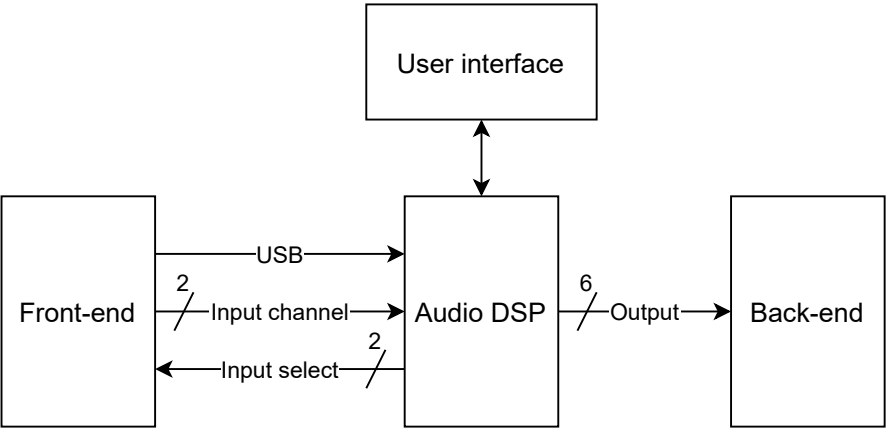 User interface
USB
2
6
Front-end
Input channel
Audio DSP
Output
Back-end
2
Input select